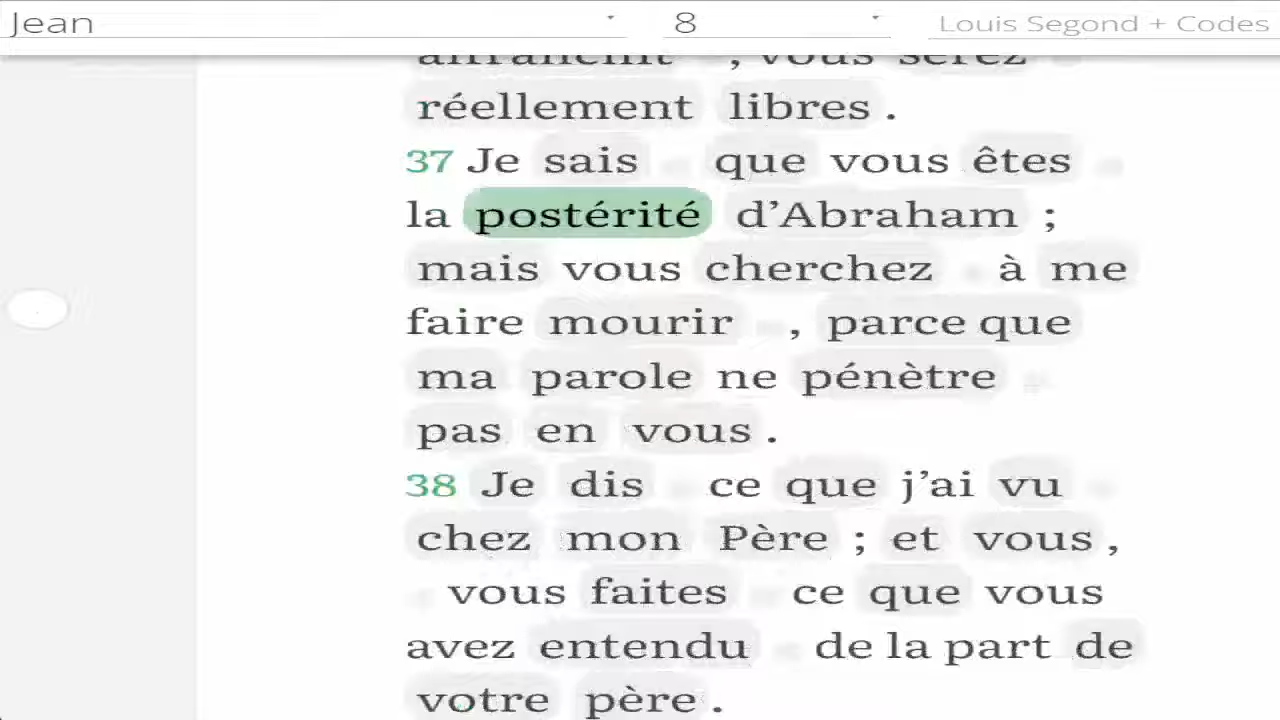 Jean 8 Louis Segond + Codes
, vous serez
réellement libres .
37 Je sais que vous êtes
la postérité d’Abraham ;
mais vous cherchez à me
faire mourir , parce que
ma parole ne pénètre
pas en vous .
38 Je dis ce que j’ai vu
chez mon Père ; et vous ,
vous faites ce que vous
avez entendu de la part de
votre père .